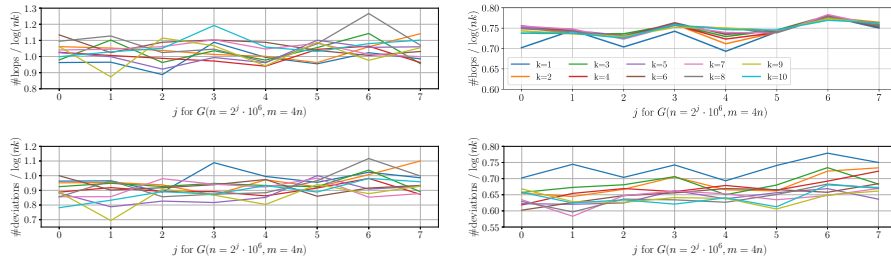 #hops / log(nk)
1.3
1.2
1.1
1.0
0.9
0.8
0 1 2 3 4 5 6 7
j for G(n = 2^j · 10^6, m = 4n)
#hops / log(nk)
0.80
0.75
0.70
0.65
0.60
k=1 k=3 k=5 k=7 k=9
k=2 k=4 k=6 k=8 k=10
0 1 2 3 4 5 6 7
j for G(n = 2^j · 10^6, m = 4n)
#deviations / log(nk)
1.1
1.0
0.9
0.8
0.7
0 1 2 3 4 5 6 7
j for G(n = 2^j · 10^6, m = 4n)
#deviations / log(nk)
0.75
0.70
0.65
0.60
0.55
0 1 2 3 4 5 6 7
j for G(n = 2^j · 10^6, m = 4n)